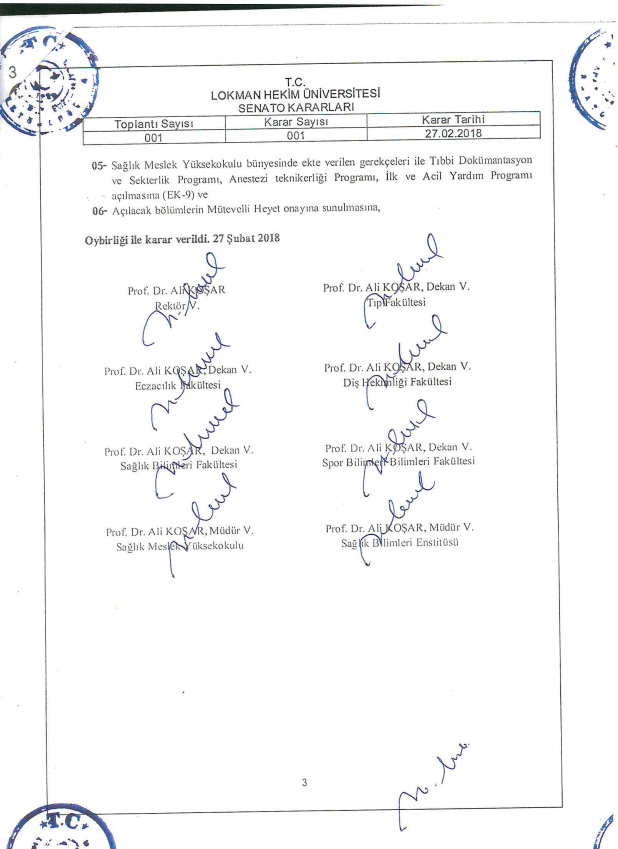 3
T.C.
T.C.
LOKMAN HEKİM ÜNİVERSİTESİ
SENATO KARARLARI
Toplantı Sayısı Karar Sayısı Karar Tarihi
001 001 27.02.2018
05- Sağlık Meslek Yüksekokulu bünyesinde ekte verilen gerekçeleri ile Tıbbi Dokümantasyon
ve Sekterlik Programı, Anestezi teknikerliği Programı, İlk ve Acil Yardım Programı
açılmasına (EK-9) ve
06- Açılacak bölümlerin Mütevelli Heyet onayına sunulmasına,
Oybirliği ile karar verildi. 27 Şubat 2018
Prof. Dr. Ali KOŞAR
Rektör V.
Prof. Dr. Ali KOŞAR, Dekan V.
Tıp Fakültesi
Prof. Dr. Ali KOŞAR, Dekan V.
Eczacılık Fakültesi
Prof. Dr. Ali KOŞAR, Dekan V.
Diş Hekimliği Fakültesi
Prof. Dr. Ali KOŞAR, Dekan V.
Sağlık Bilimleri Fakültesi
Prof. Dr. Ali KOŞAR, Dekan V.
Spor Bilimleri Bilimleri Fakültesi
Prof. Dr. Ali KOŞAR, Müdür V.
Sağlık Meslek Yüksekokulu
Prof. Dr. Ali KOŞAR, Müdür V.
Sağlık Bilimleri Enstitüsü
3
T.C.